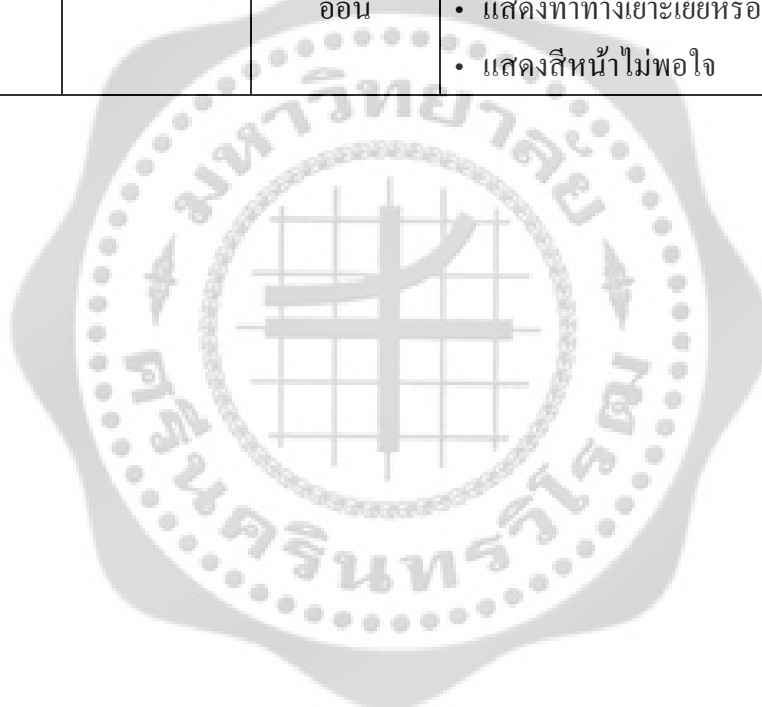 อ่อน • แสดงท่าทางเยาะเย้ยหรือ
• แสดงสีหน้าไม่พอใจ
มหาวิทยาลัย
ศรีนครินทรวิโรฒ